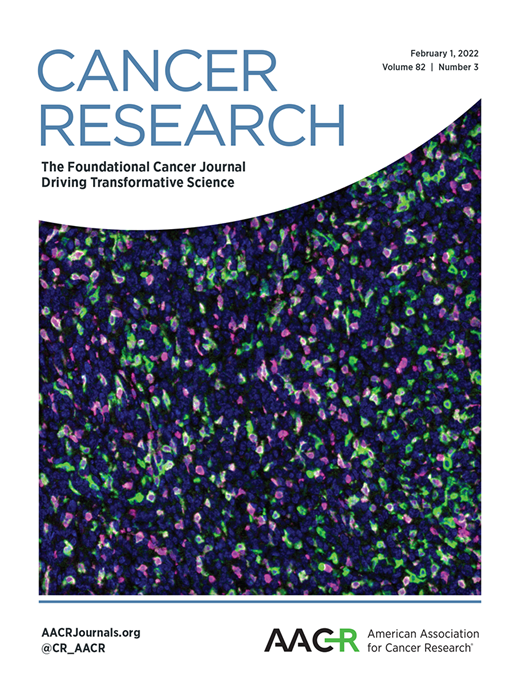 CANCER
RESEARCH
February 1, 2022
Volume 82 | Number 3
The Foundational Cancer Journal
Driving Transformative Science
AACRJournals.org
@CR_AACR
AACR
American Association
for Cancer Research®